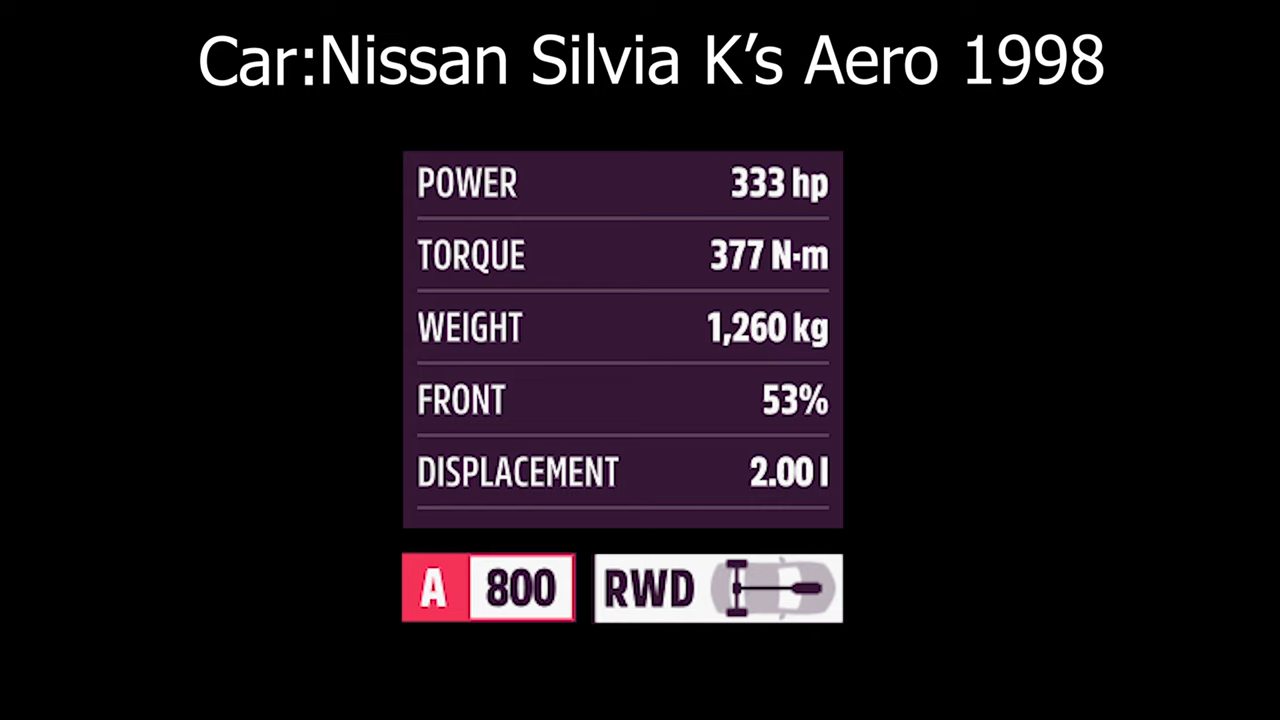 Car:Nissan Silvia K’s Aero 1998
POWER 333 hp
TORQUE 377 N·m
WEIGHT 1,260 kg
FRONT 53%
DISPLACEMENT 2.00 l
A 800 RWD